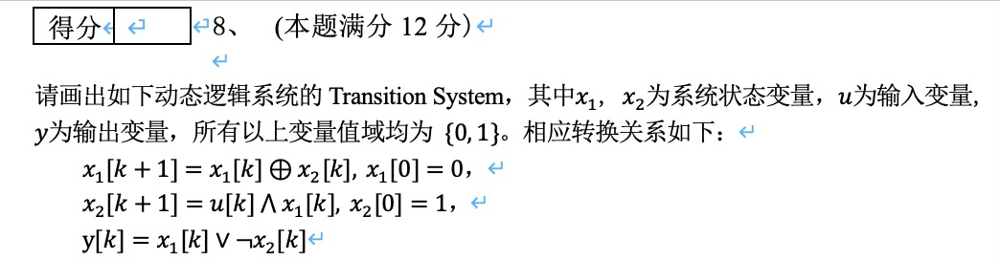 得分 8、 (本题满分 12 分)
请画出如下动态逻辑系统的 Transition System，其中x₁, x₂为系统状态变量，u为输入变量,
y为输出变量，所有以上变量值域均为 {0, 1}。相应转换关系如下：
x₁[k + 1] = x₁[k] ⊕ x₂[k], x₁[0] = 0，
x₂[k + 1] = u[k] ⋀ x₁[k], x₂[0] = 1，
y[k] = x₁[k] ∨ ¬x₂[k]